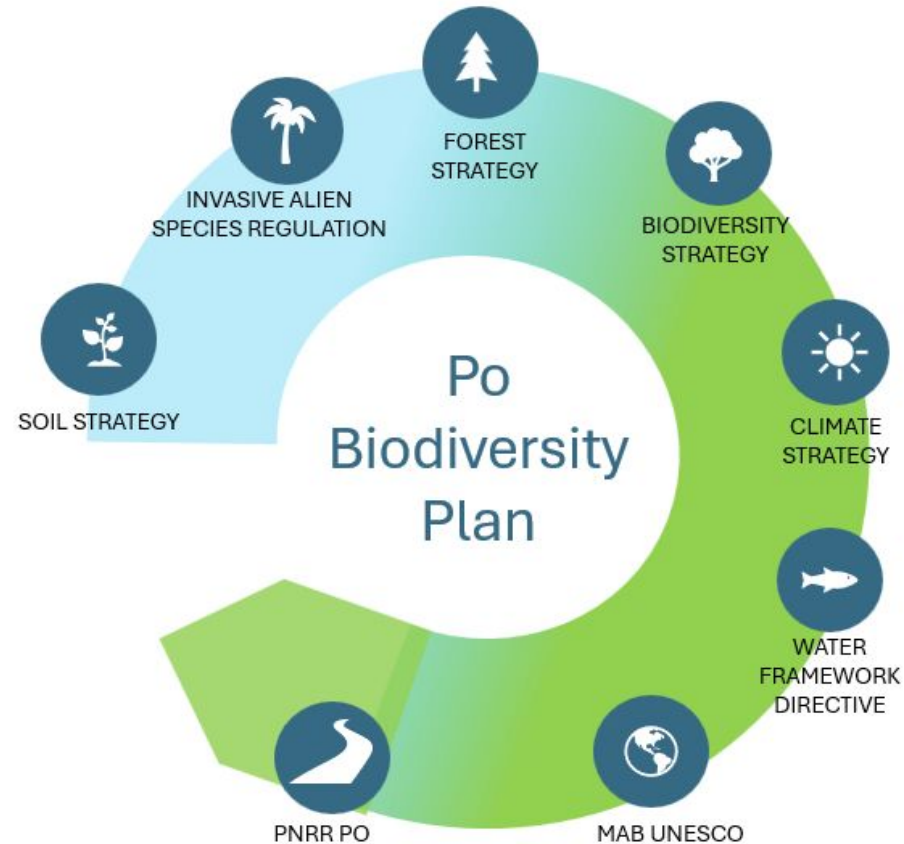 FOREST
STRATEGY
INVASIVE ALIEN
SPECIES REGULATION
BIODIVERSITY
STRATEGY
SOIL STRATEGY
Po
Biodiversity
Plan
CLIMATE
STRATEGY
WATER
FRAMEWORK
DIRECTIVE
PNRR PO
MAB UNESCO